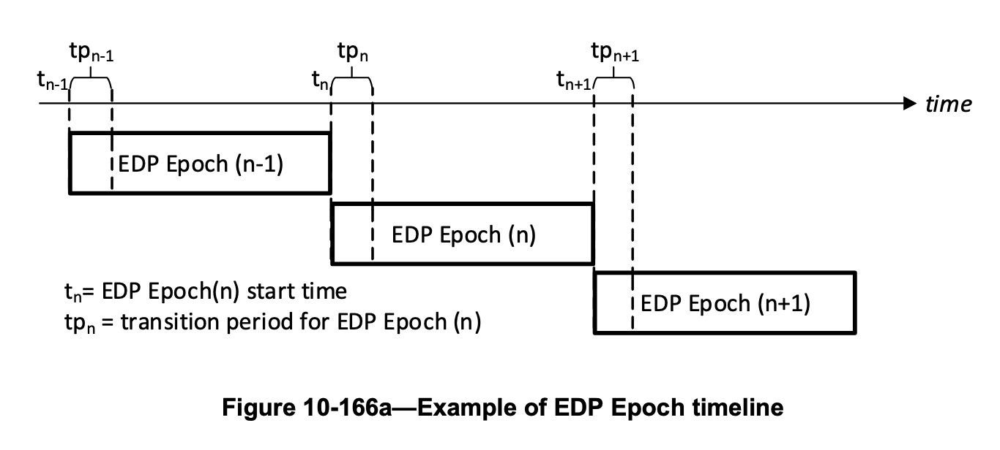 tpn-1 tpn tpn+1
tn-1 tn tn+1
time
EDP Epoch (n-1)
EDP Epoch (n)
tn= EDP Epoch(n) start time
EDP Epoch (n+1)
tpn = transition period for EDP Epoch (n)
Figure 10-166a—Example of EDP Epoch timeline